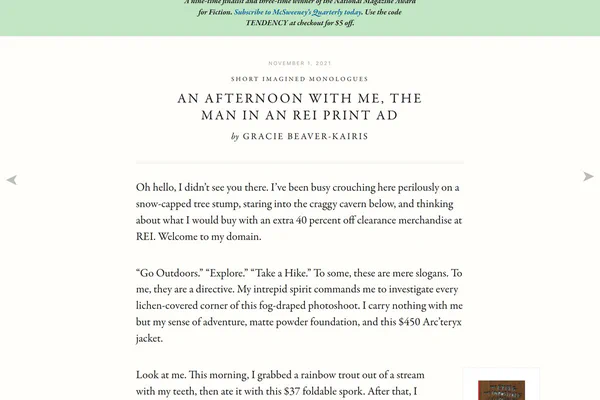 A nine-time finalist and three-time winner of the National Magazine Award
for Fiction. Subscribe to McSweeney's Quarterly today. Use the code
TENDENCY at checkout for $5 off.
NOVEMBER 1, 2021
SHORT IMAGINED MONOLOGUES
AN AFTERNOON WITH ME, THE
MAN IN AN REI PRINT AD
by GRACIE BEAVER-KAIRIS
Oh hello, I didn't see you there. I've been busy crouching here perilously on a
snow-capped tree stump, staring into the craggy cavern below, and thinking
about what I would buy with an extra 40 percent off clearance merchandise at
REI. Welcome to my domain.
“Go Outdoors.” “Explore.” “Take a Hike.” To some, these are mere slogans. To
me, they are a directive. My intrepid spirit commands me to investigate every
lichen-covered corner of this fog-draped photoshoot. I carry nothing with me
but my sense of adventure, matte powder foundation, and this $450 Arc'teryx
jacket.
Look at me. This morning, I grabbed a rainbow trout out of a stream
with my teeth, then ate it with this $37 foldable spork. After that, I